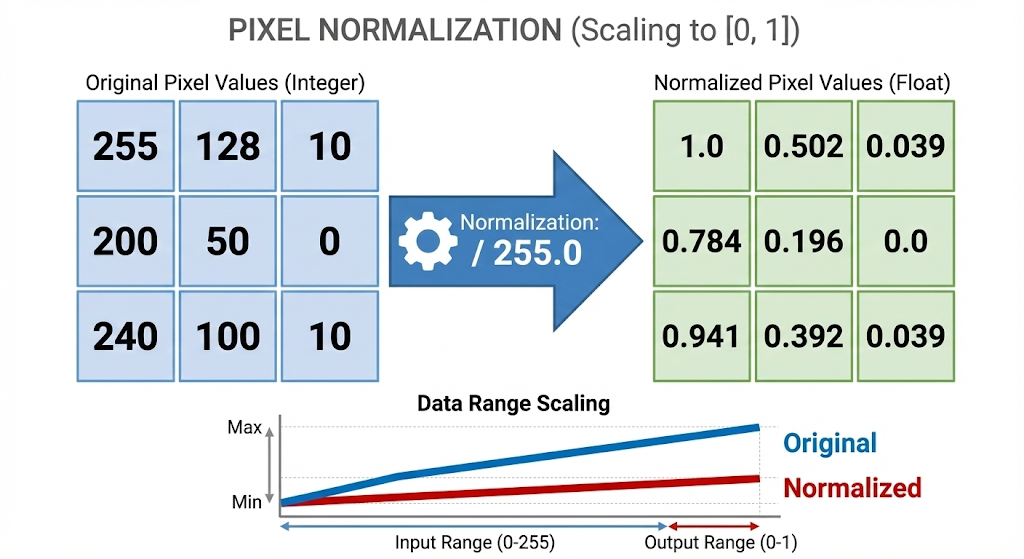 PIXEL NORMALIZATION (Scaling to [0, 1])
Original Pixel Values (Integer)
255 128 10
200 50 0
240 100 10
Normalization:
/ 255.0
Normalized Pixel Values (Float)
1.0 0.502 0.039
0.784 0.196 0.0
0.941 0.392 0.039
Data Range Scaling
Max
Min
Original
Normalized
Input Range (0-255)
Output Range (0-1)